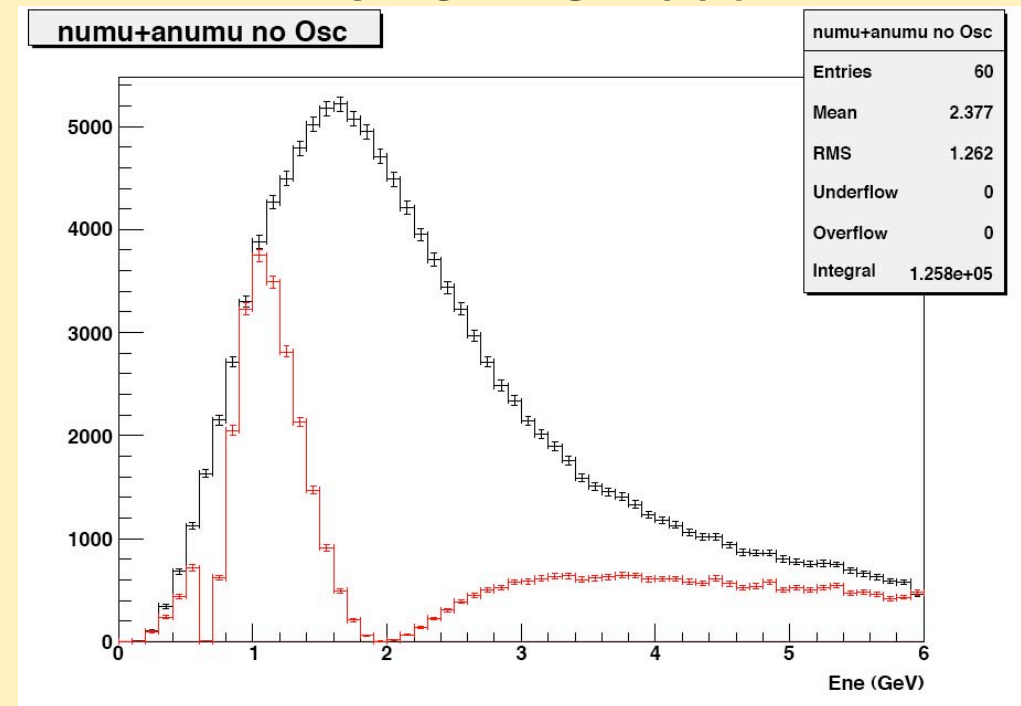 numu+anumu no Osc
numu+anumu no Osc
Entries 60
Mean 2.377
RMS 1.262
Underflow 0
Overflow 0
Integral 1.258e+05
5000
4000
3000
2000
1000
0
0 1 2 3 4 5 6
Ene (GeV)